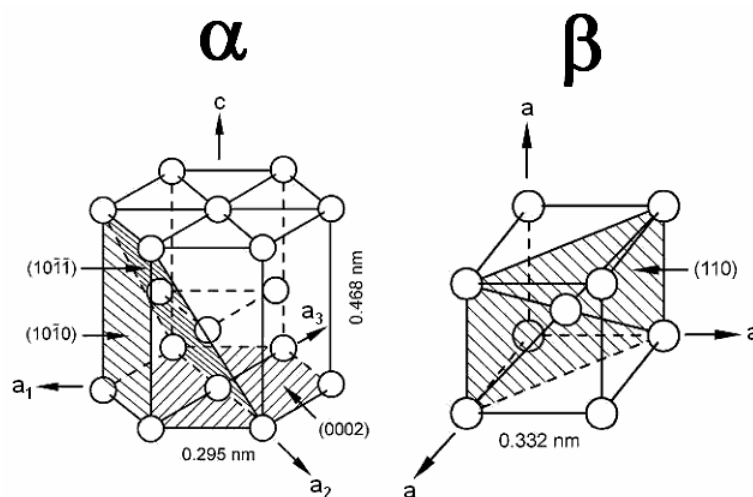 α
β
c
a
(101̄1̄)
(101̄0)
a₃
0.468 nm
(110)
a₁
a
(0002)
0.295 nm
0.332 nm
a₂
a